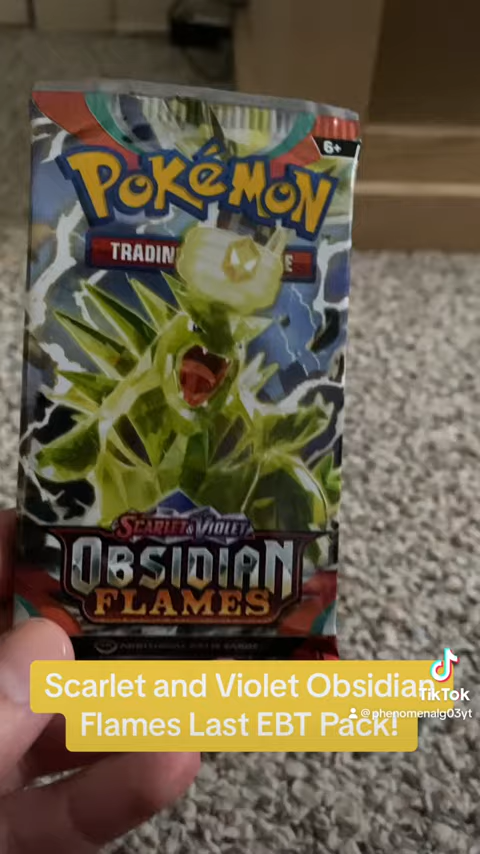 6+
POKéMON
TRADIN E
SCARLET & VIOLET
OBSIDIAN
FLAMES
Scarlet and Violet Obsidian
Flames Last EBT Pack!
TikTok
@phenomenalg03yt